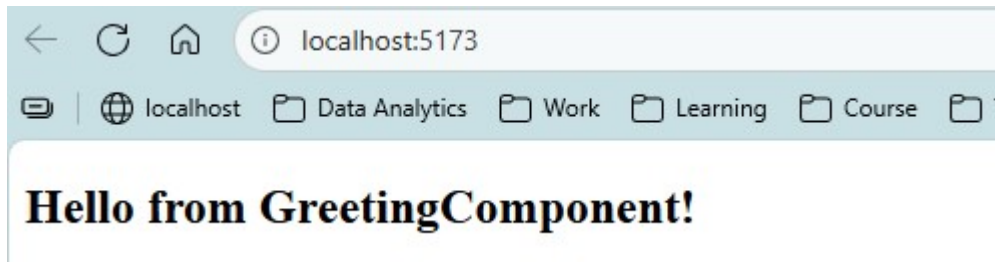 localhost:5173
localhost Data Analytics Work Learning Course
Hello from GreetingComponent!